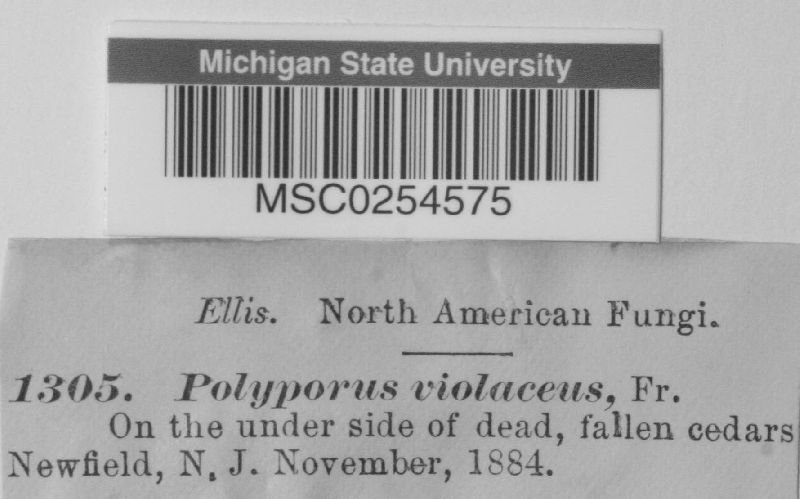 Michigan State University
MSC0254575
Ellis. North American Fungi.
1305. Polyporus violaceus, Fr.
On the under side of dead, fallen cedars
Newfield, N. J. November, 1884.